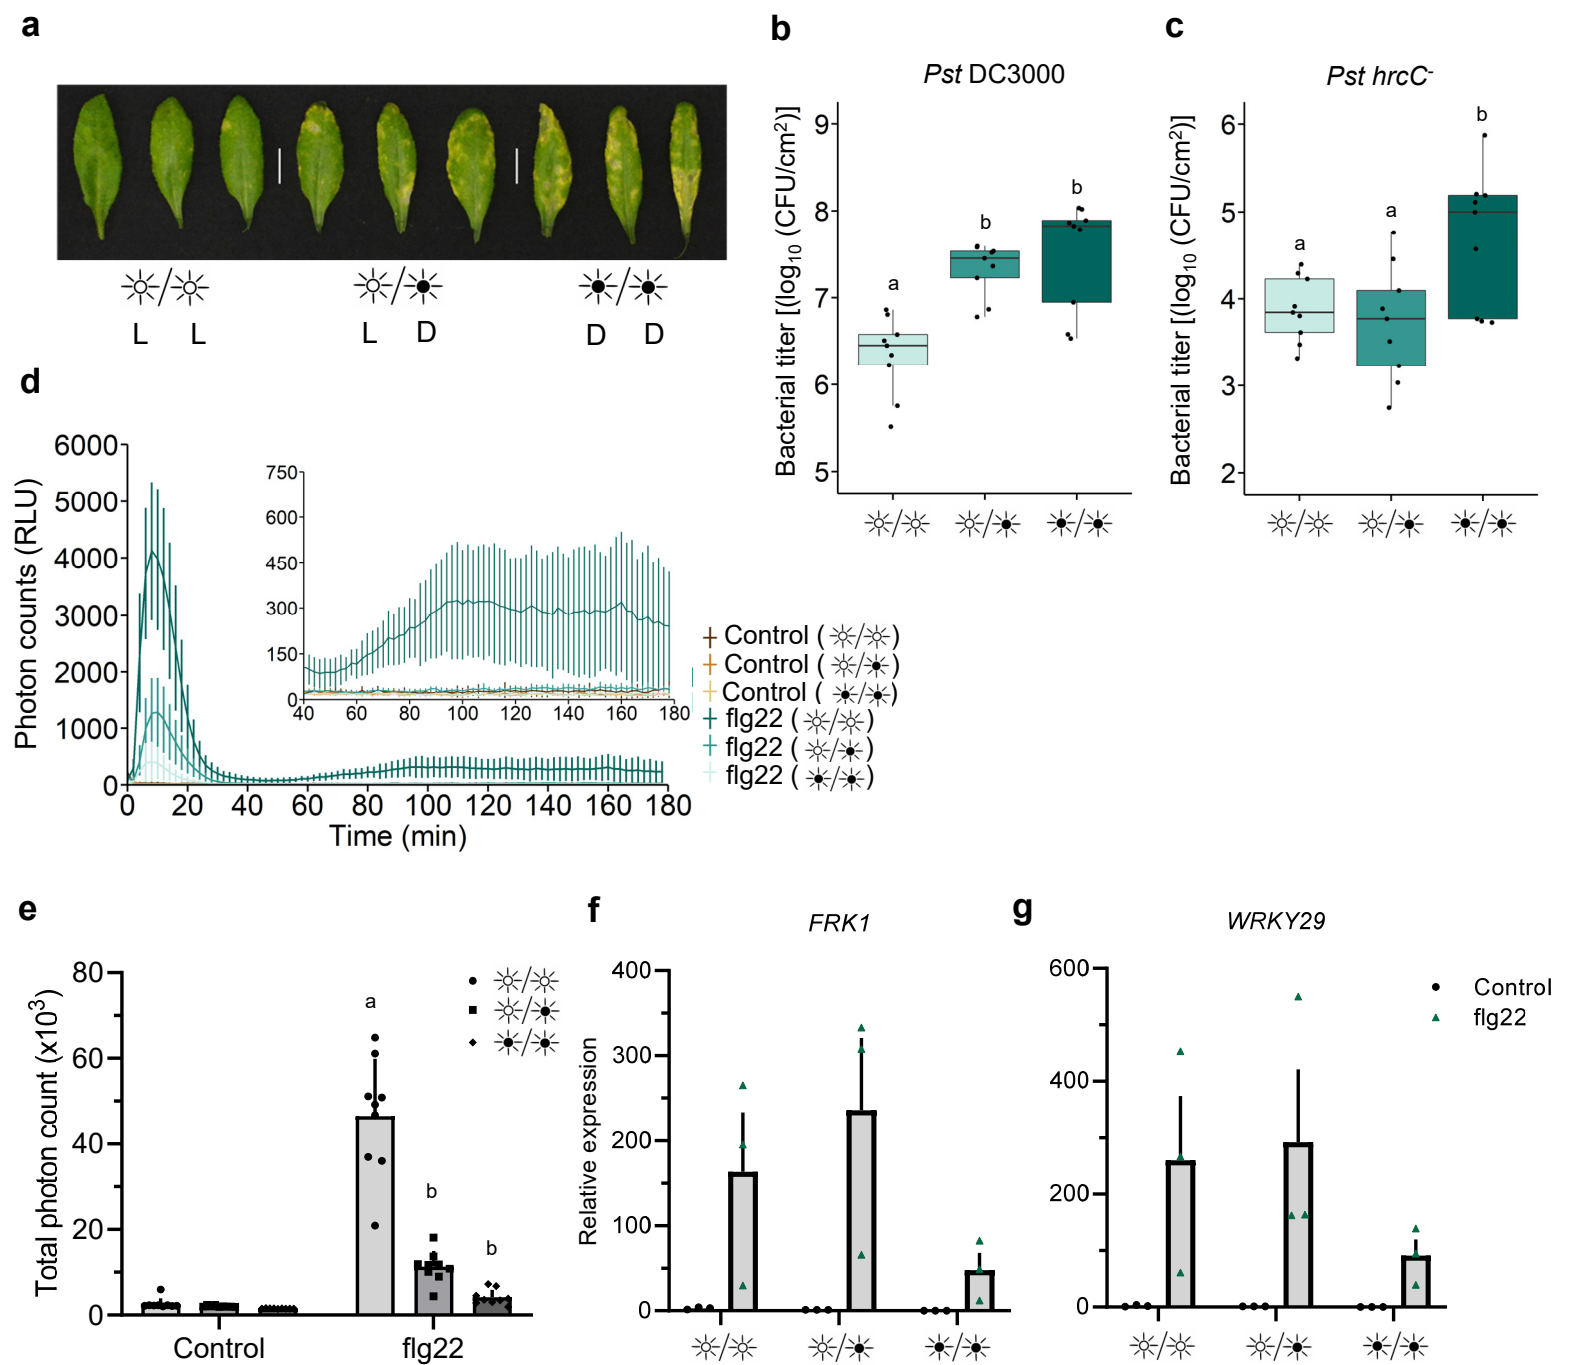 a
L L
L D
D D
b
Pst DC3000
Bacterial titer [(log10 (CFU/cm2)]
9
8
7
6
5
a
b
b
c
Pst hrcC-
Bacterial titer [(log10 (CFU/cm2)]
6
5
4
3
2
a
a
b
d
Photon counts (RLU)
6000
5000
4000
3000
2000
1000
0
0 20 40 60 80 100 120 140 160 180
Time (min)
750
600
450
300
150
0
40 60 80 100 120 140 160 180
Control ( / )
Control ( / )
Control ( / )
flg22 ( / )
flg22 ( / )
flg22 ( / )
e
Total photon count (x103)
80
60
40
20
0
a
b
b
Control flg22
f
FRK1
Relative expression
400
300
200
100
0
g
WRKY29
600
400
200
0
Control
flg22